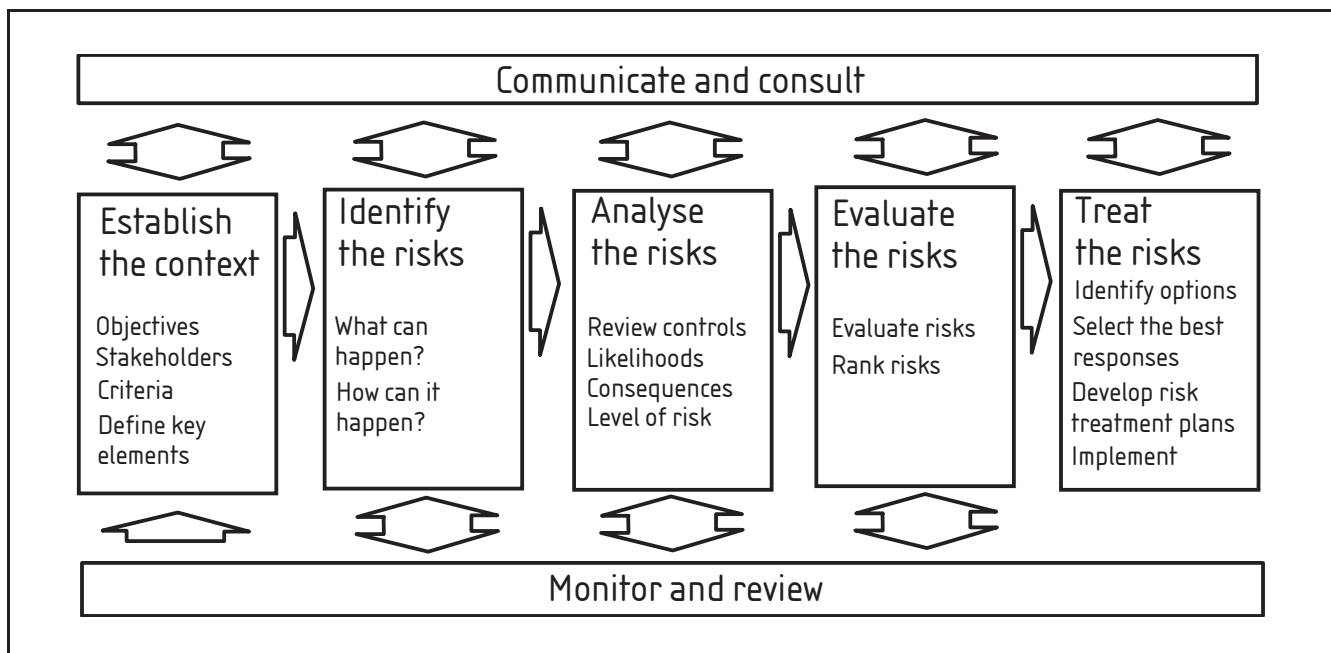 Communicate and consult
Establish
the context
Objectives
Stakeholders
Criteria
Define key
elements
Identify
the risks
What can
happen?
How can it
happen?
Analyse
the risks
Review controls
Likelihoods
Consequences
Level of risk
Evaluate
the risks
Evaluate risks
Rank risks
Treat
the risks
Identify options
Select the best
responses
Develop risk
treatment plans
Implement
Monitor and review